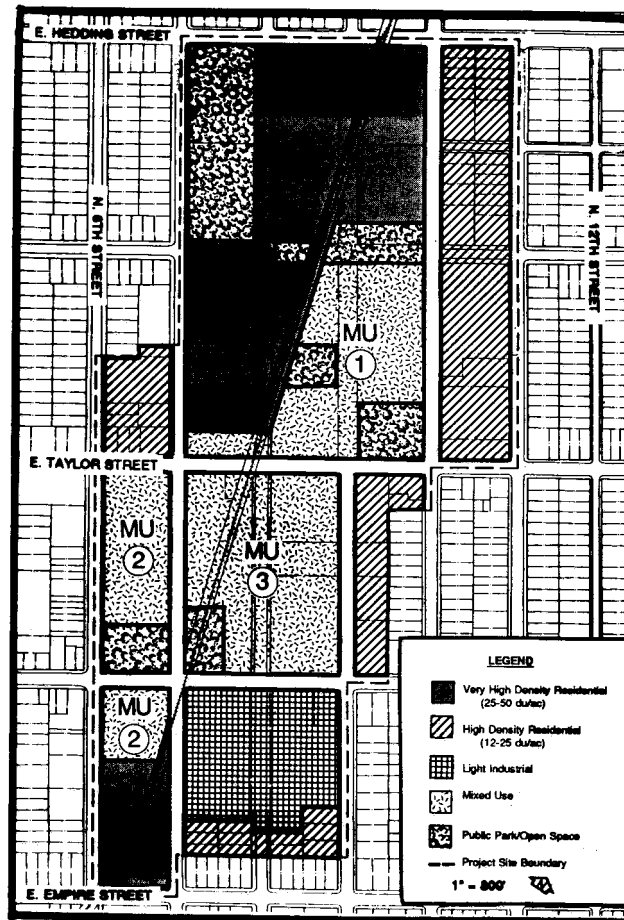 E. HEDDING STREET
N. 8TH STREET
N. 12TH STREET
MU
1
E. TAYLOR STREET
MU
2
MU
3
MU
2
LEGEND
Very High Density Residential
(25-50 du/ac)
High Density Residential
(12-25 du/ac)
Light Industrial
Mixed Use
Public Park/Open Space
Project Site Boundary
1" = 800'
E. EMPIRE STREET